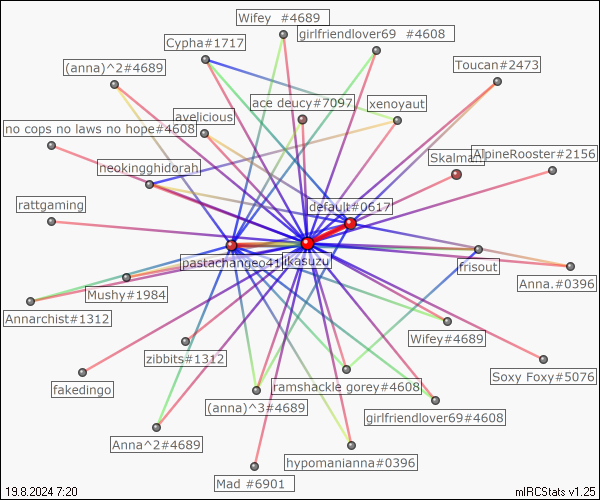 Wifey #4689
girlfriendlover69 #4608
Cypha#1717
Toucan#2473
(anna)^2#4689
ace deucy#7097
xenoyaut
avelicious
no cops no laws no hope#4608
Skalman
AlpineRooster#2156
neckingghidorah
rattgaming
default#0617
pastachangeo41
ikasuzu
frisout
Anna.#0396
Mushy#1984
Annarchist#1312
Wifey#4689
zibbits#1312
Soxy Foxy#5076
fakedingo
ramshackle gorey#4608
(anna)^3#4689
girlfriendlover69#4608
Anna^2#4689
hypomanianna#0396
Mad #6901
19.8.2024 7:20
mIRCStats v1.25